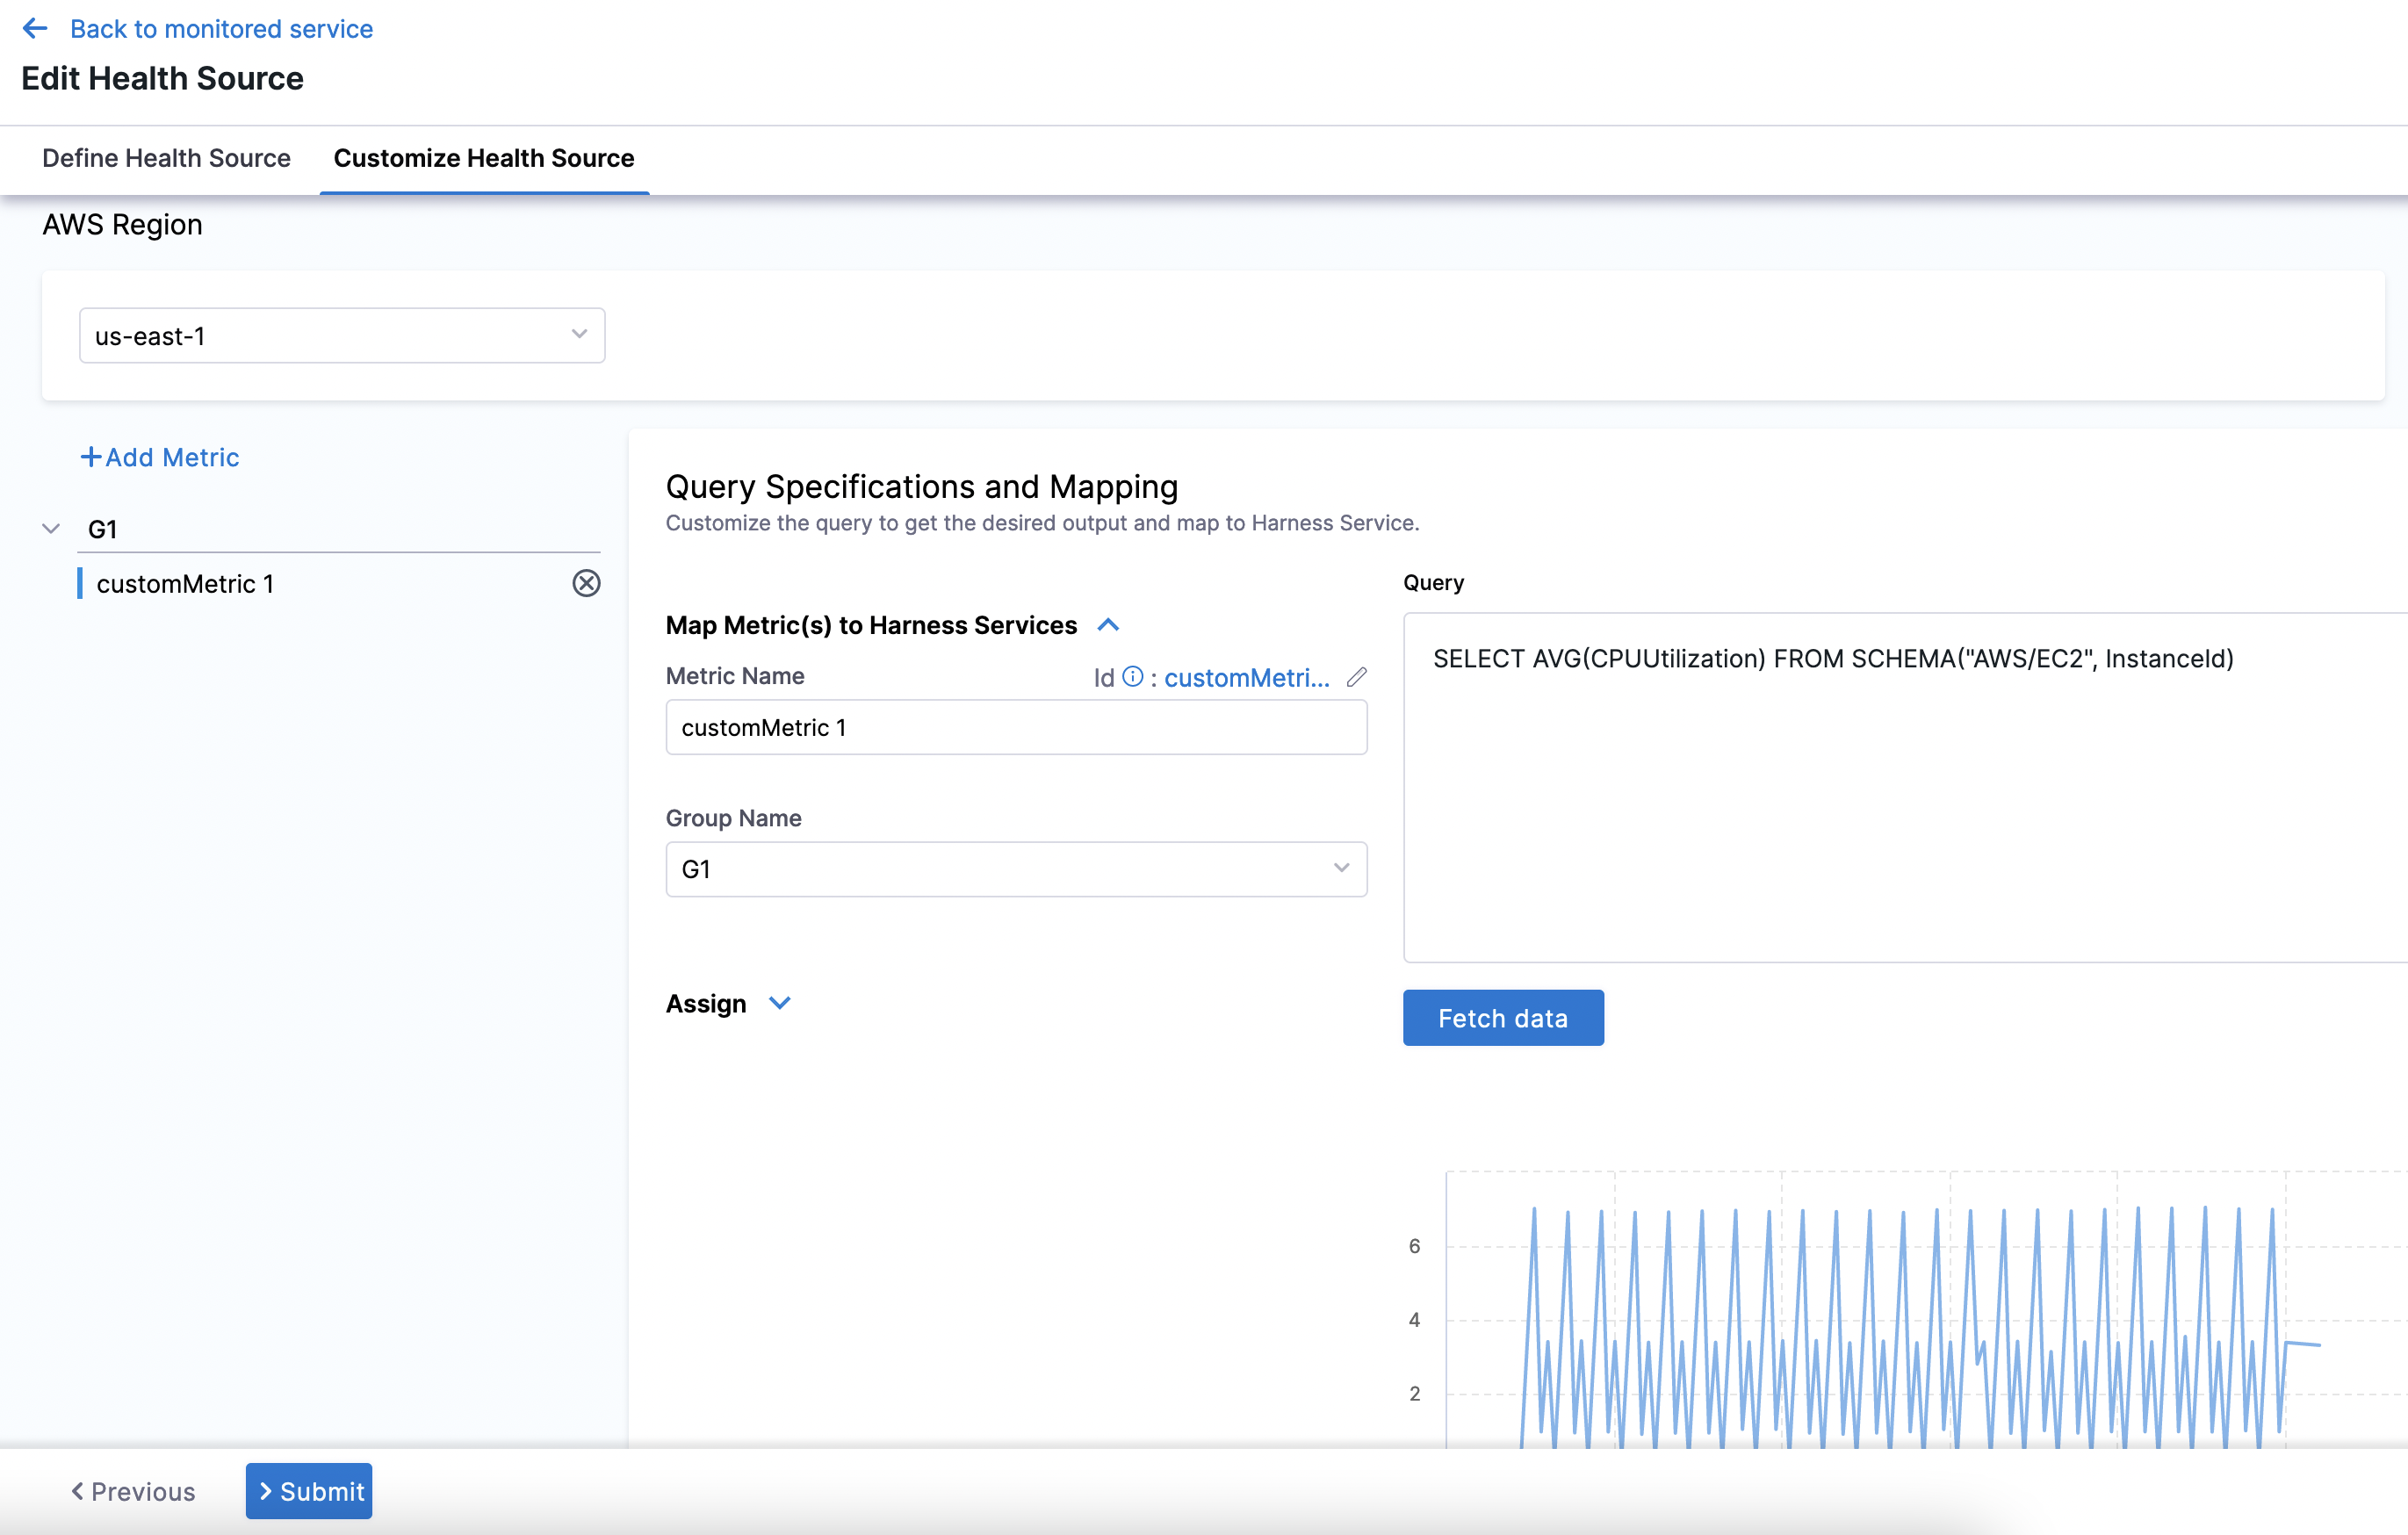 Back to monitored service
Edit Health Source
Define Health Source
Customize Health Source
AWS Region
us-east-1
+Add Metric
G1
customMetric 1
Query Specifications and Mapping
Customize the query to get the desired output and map to Harness Service.
Map Metric(s) to Harness Services
Metric Name
Id : customMetri...
customMetric 1
Group Name
G1
Assign
Query
SELECT AVG(CPUUtilization) FROM SCHEMA("AWS/EC2", InstanceId)
Fetch data
6
4
2
Previous
Submit